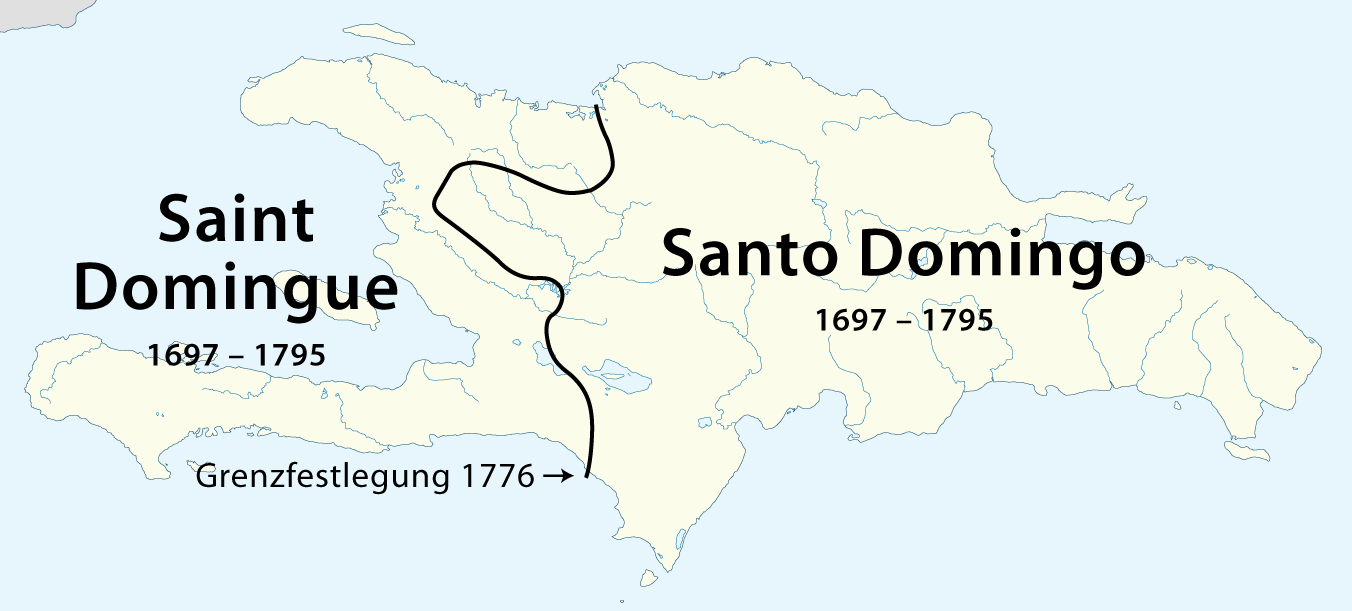 Saint
Domingue
1697 – 1795
Santo Domingo
1697 – 1795
Grenzfestlegung 1776 →